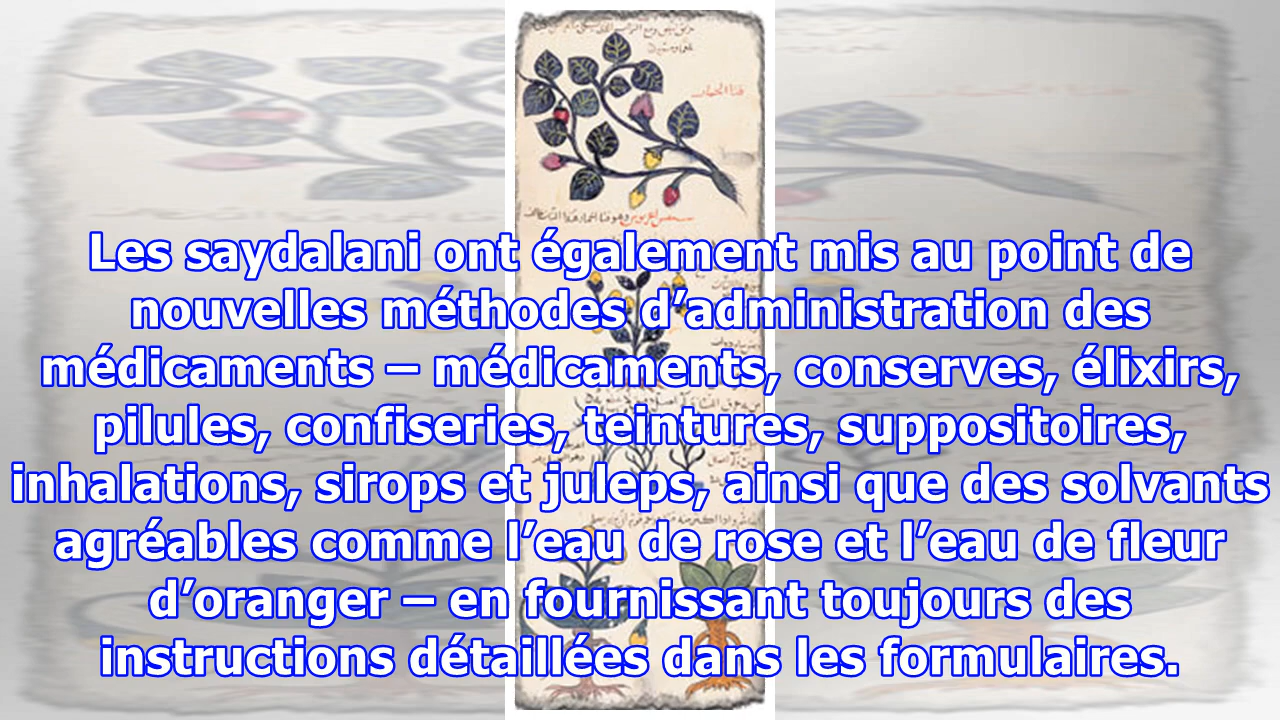 Les saydalani ont également mis au point de
nouvelles méthodes d’administration des
médicaments – médicaments, conserves, élixirs,
pilules, confiseries, teintures, suppositoires,
inhalations, sirops et juleps, ainsi que des solvants
agréables comme l’eau de rose et l’eau de fleur
d’oranger – en fournissant toujours des
instructions détaillées dans les formulaires.